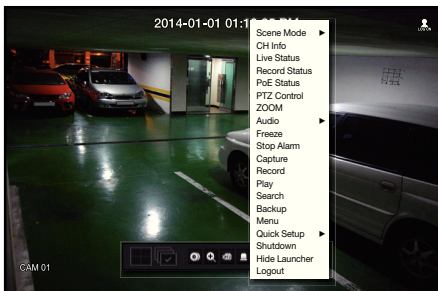 2014-01-01 01:1
LOG ON
Scene Mode
CH Info
Live Status
Record Status
PoE Status
PTZ Control
ZOOM
Audio
Freeze
Stop Alarm
Capture
Record
Play
Search
Backup
Menu
Quick Setup
Shutdown
Hide Launcher
Logout
CAM 01